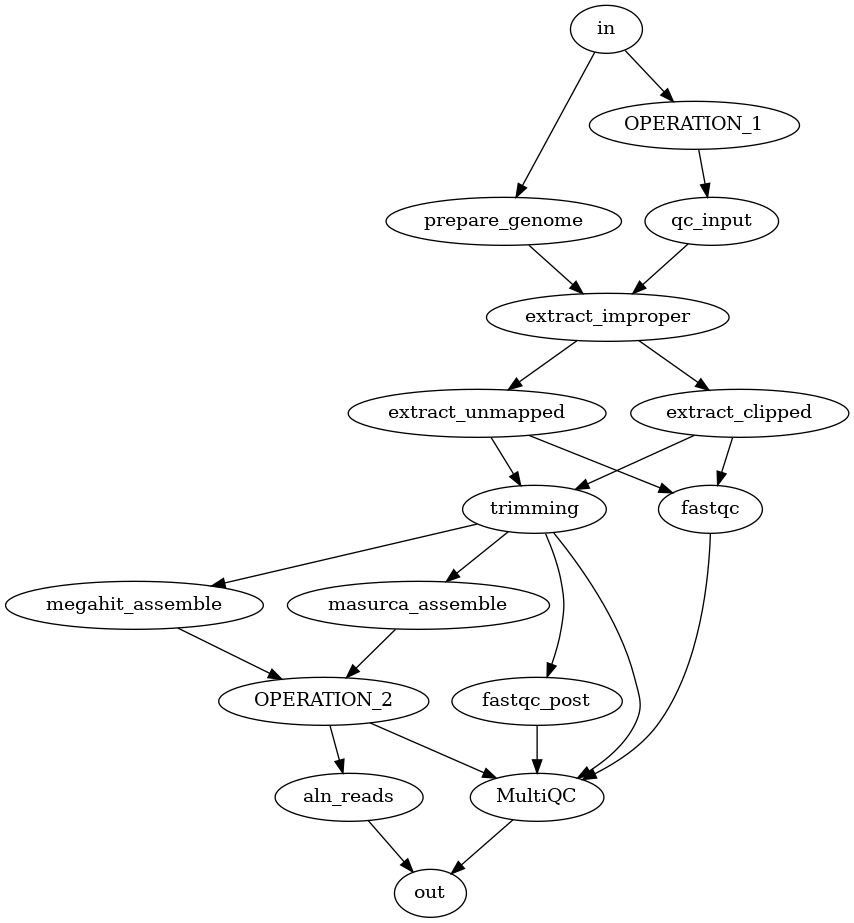 in
OPERATION_1
prepare_genome
qc_input
extract_improper
extract_unmapped
extract_clipped
trimming
fastqc
megahit_assemble
masurca_assemble
OPERATION_2
fastqc_post
aln_reads
MultiQC
out